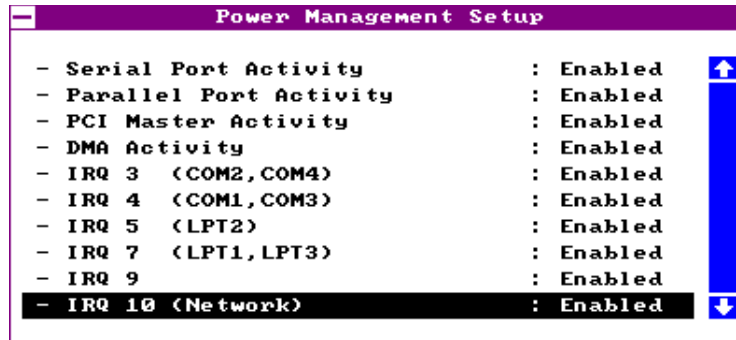 Power Management Setup
- Serial Port Activity : Enabled
- Parallel Port Activity : Enabled
- PCI Master Activity : Enabled
- DMA Activity : Enabled
- IRQ 3 (COM2,COM4) : Enabled
- IRQ 4 (COM1,COM3) : Enabled
- IRQ 5 (LPT2) : Enabled
- IRQ 7 (LPT1,LPT3) : Enabled
- IRQ 9 : Enabled
- IRQ 10 (Network) : Enabled